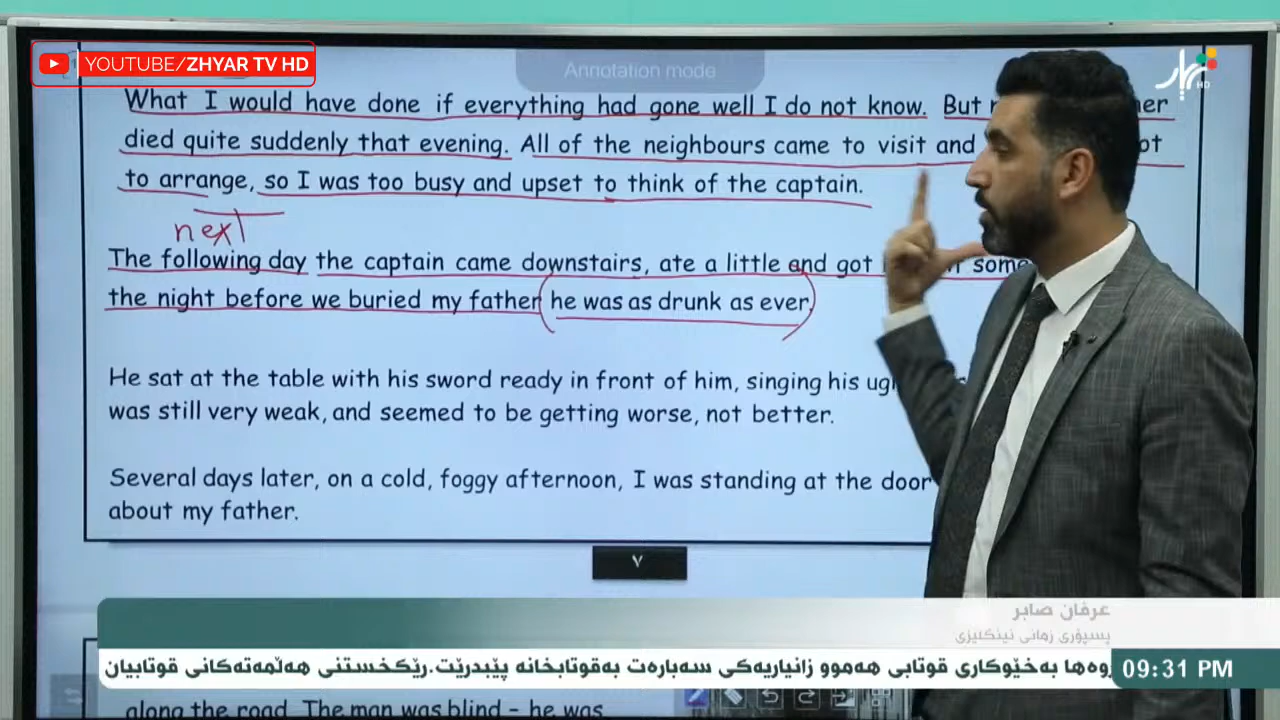 YOUTUBE/ZHYAR TV HD
Annotation mode
HD
What I would have done if everything had gone well I do not know. But
died quite suddenly that evening. All of the neighbours came to visit and
to arrange, so I was too busy and upset to think of the captain.
next
The following day the captain came downstairs, ate a little and got
the night before we buried my father he was as drunk as ever.
He sat at the table with his sword ready in front of him, singing his
was still very weak, and seemed to be getting worse, not better.
Several days later, on a cold, foggy afternoon, I was standing at the door
about my father.
٧
عرفان صابر
پسپۆری زمانی ئینگلیزی
بەخێوکاری قوتابی هەموو زانیاریەکی سەبارەت بەقوتابخانە پێبدرێت.رێکخستنی هەڵمەتەکانی قوتابیان
09:31 PM
along the road. The man was blind – he was